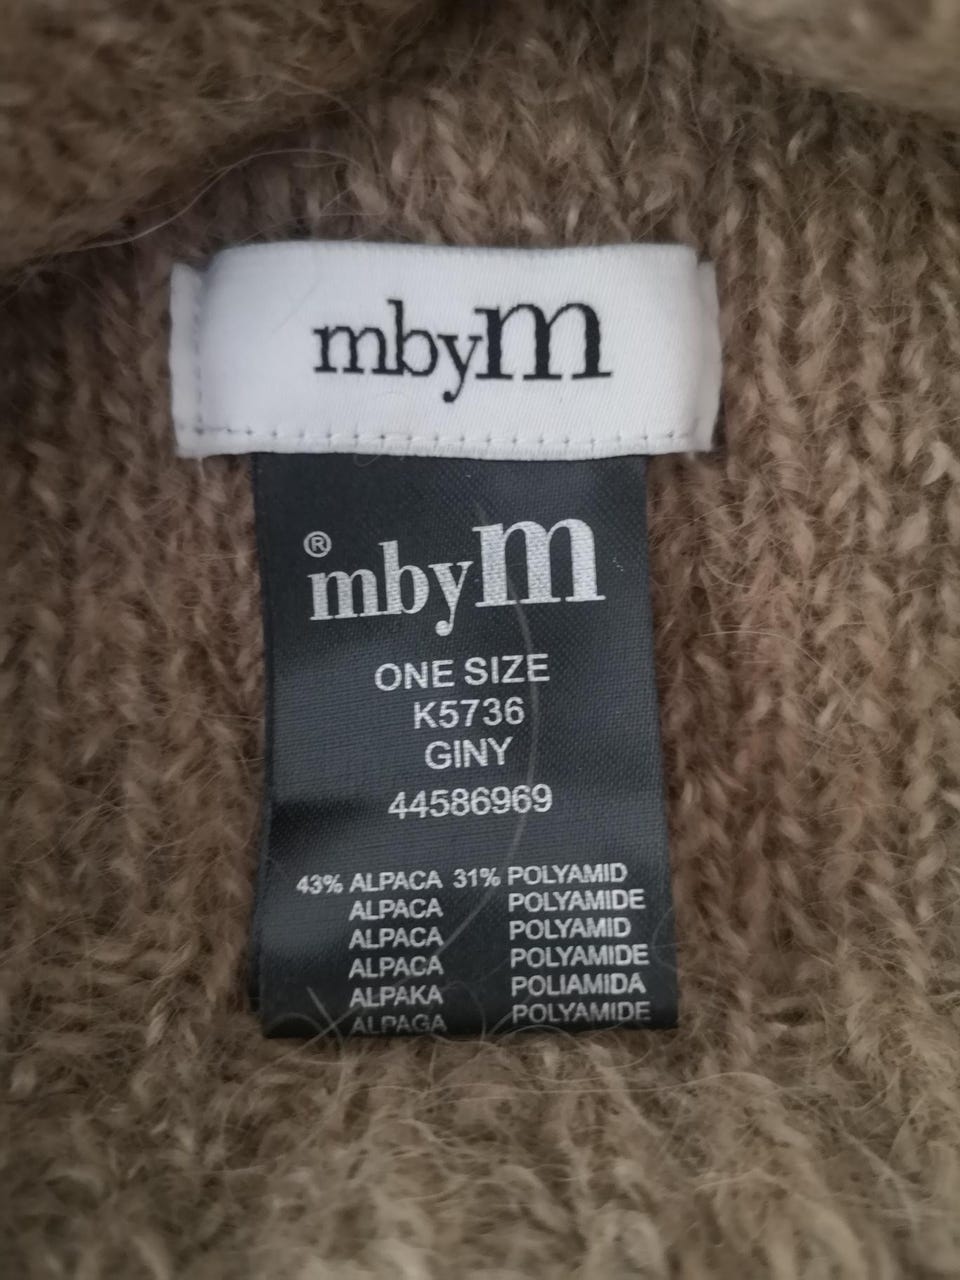 mbym
® mbym
ONE SIZE
K5736
GINY
44586969
43% ALPACA 31% POLYAMID
ALPACA POLYAMIDE
ALPACA POLYAMID
ALPACA POLYAMIDE
ALPAKA POLIAMIDA
ALPAGA POLYAMIDE